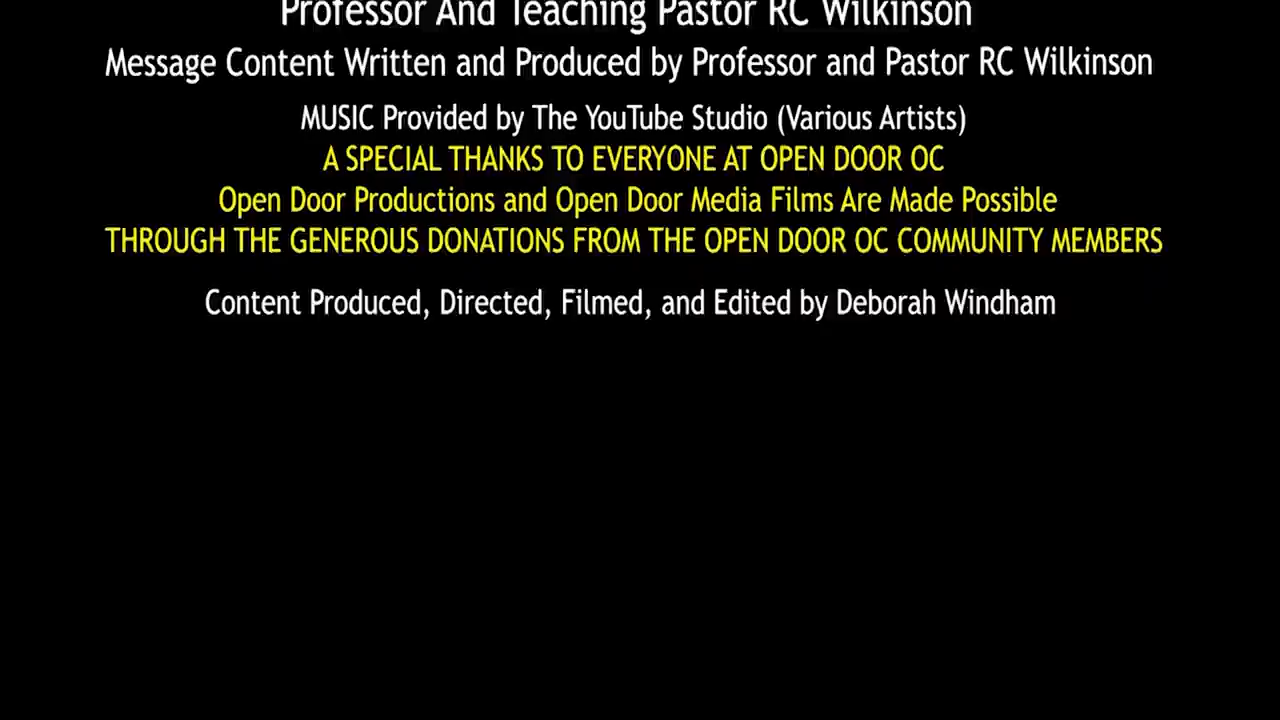 Professor And Teaching Pastor RC Wilkinson
Message Content Written and Produced by Professor and Pastor RC Wilkinson
MUSIC Provided by The YouTube Studio (Various Artists)
A SPECIAL THANKS TO EVERYONE AT OPEN DOOR OC
Open Door Productions and Open Door Media Films Are Made Possible
THROUGH THE GENEROUS DONATIONS FROM THE OPEN DOOR OC COMMUNITY MEMBERS
Content Produced, Directed, Filmed, and Edited by Deborah Windham